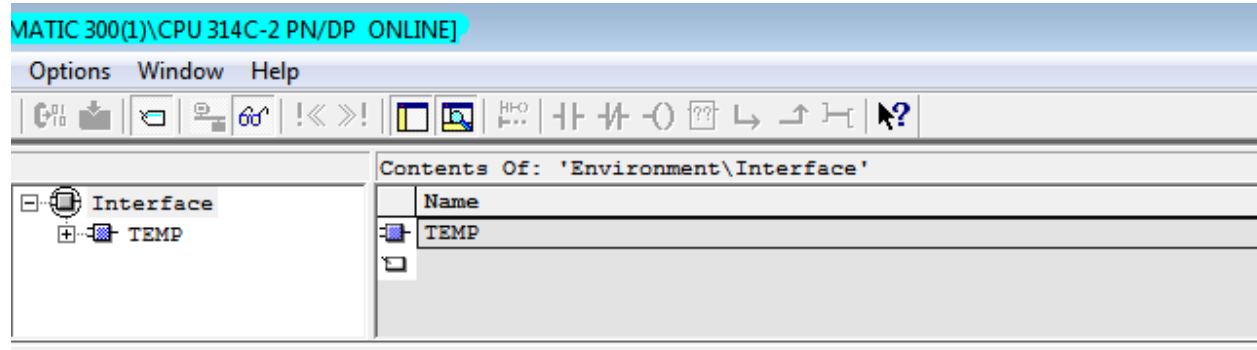 MATIC 300(1)\CPU 314C-2 PN/DP ONLINE]
Options Window Help
Contents Of: 'Environment\Interface'
Interface
TEMP
Name
TEMP